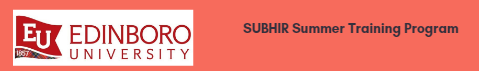 EU
1857
EDINBORO
UNIVERSITY
SUBHIR Summer Training Program